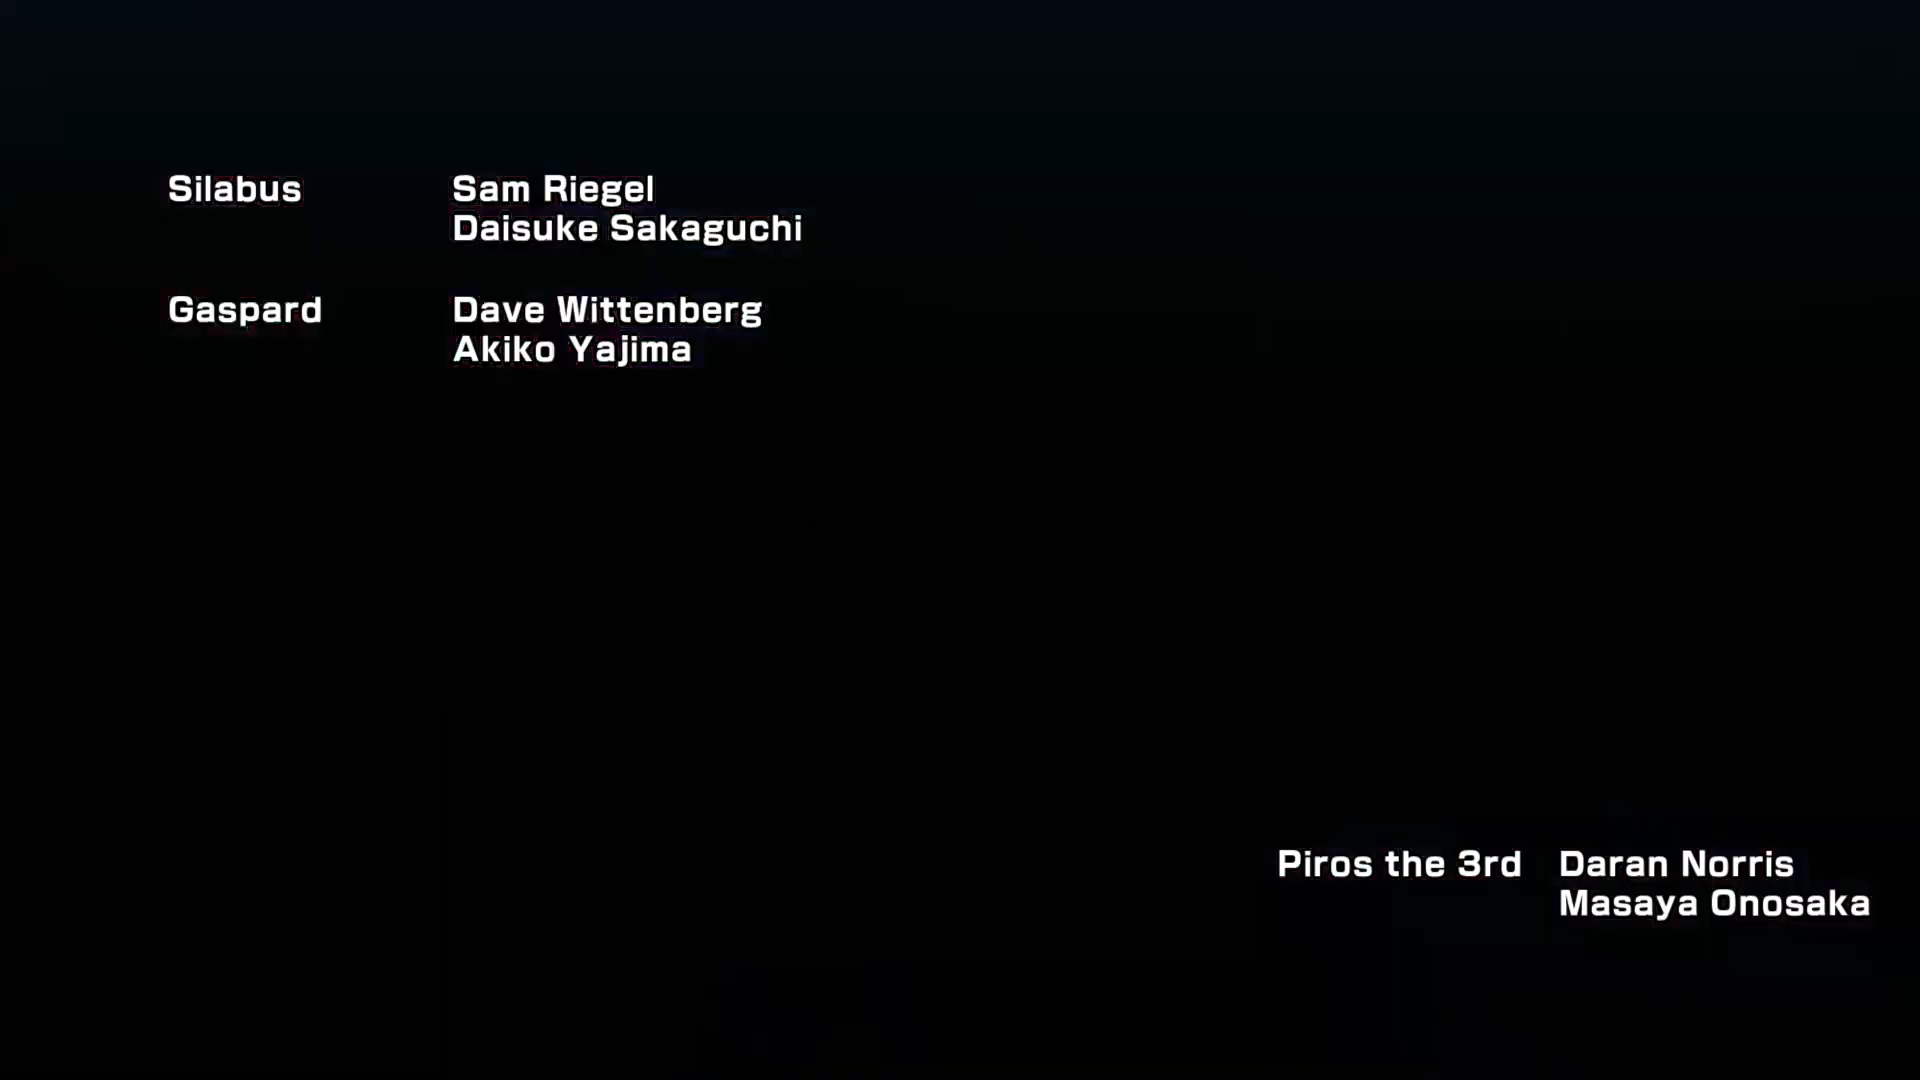 Silabus Sam Riegel
Daisuke Sakaguchi
Gaspard Dave Wittenberg
Akiko Yajima
Piros the 3rd Daran Norris
Masaya Onosaka